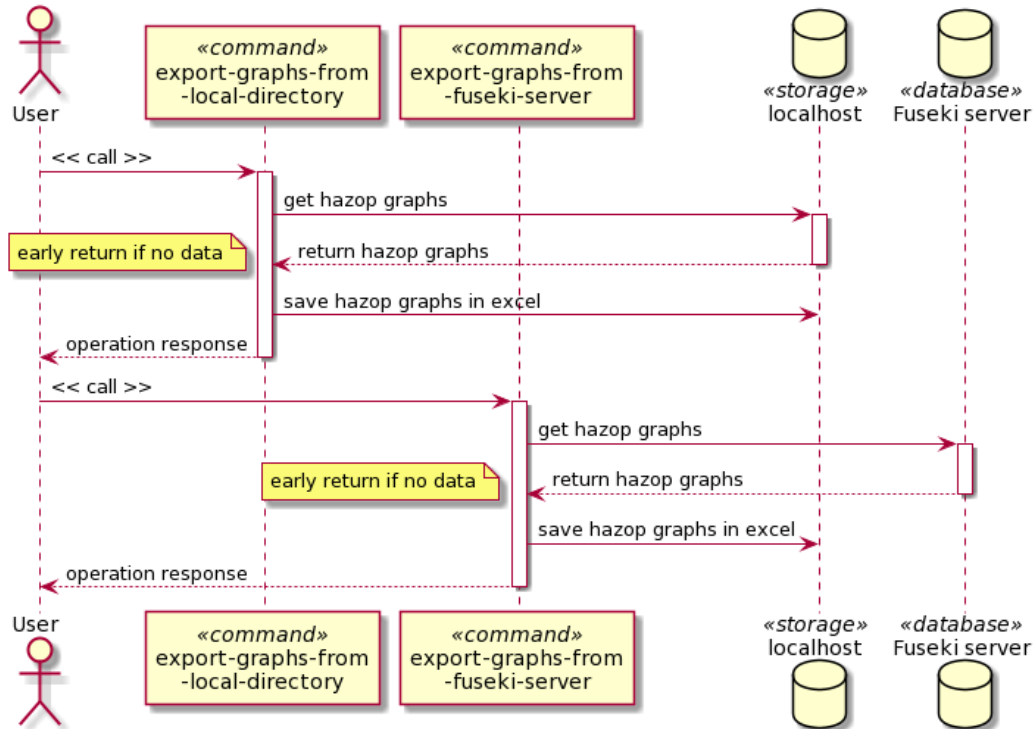 «command»
export-graphs-from
-local-directory
«command»
export-graphs-from
-fuseki-server
User
«storage»
localhost
«database»
Fuseki server
<< call >>
get hazop graphs
early return if no data
return hazop graphs
save hazop graphs in excel
operation response
<< call >>
get hazop graphs
early return if no data
return hazop graphs
save hazop graphs in excel
operation response
User
«command»
export-graphs-from
-local-directory
«command»
export-graphs-from
-fuseki-server
«storage»
localhost
«database»
Fuseki server